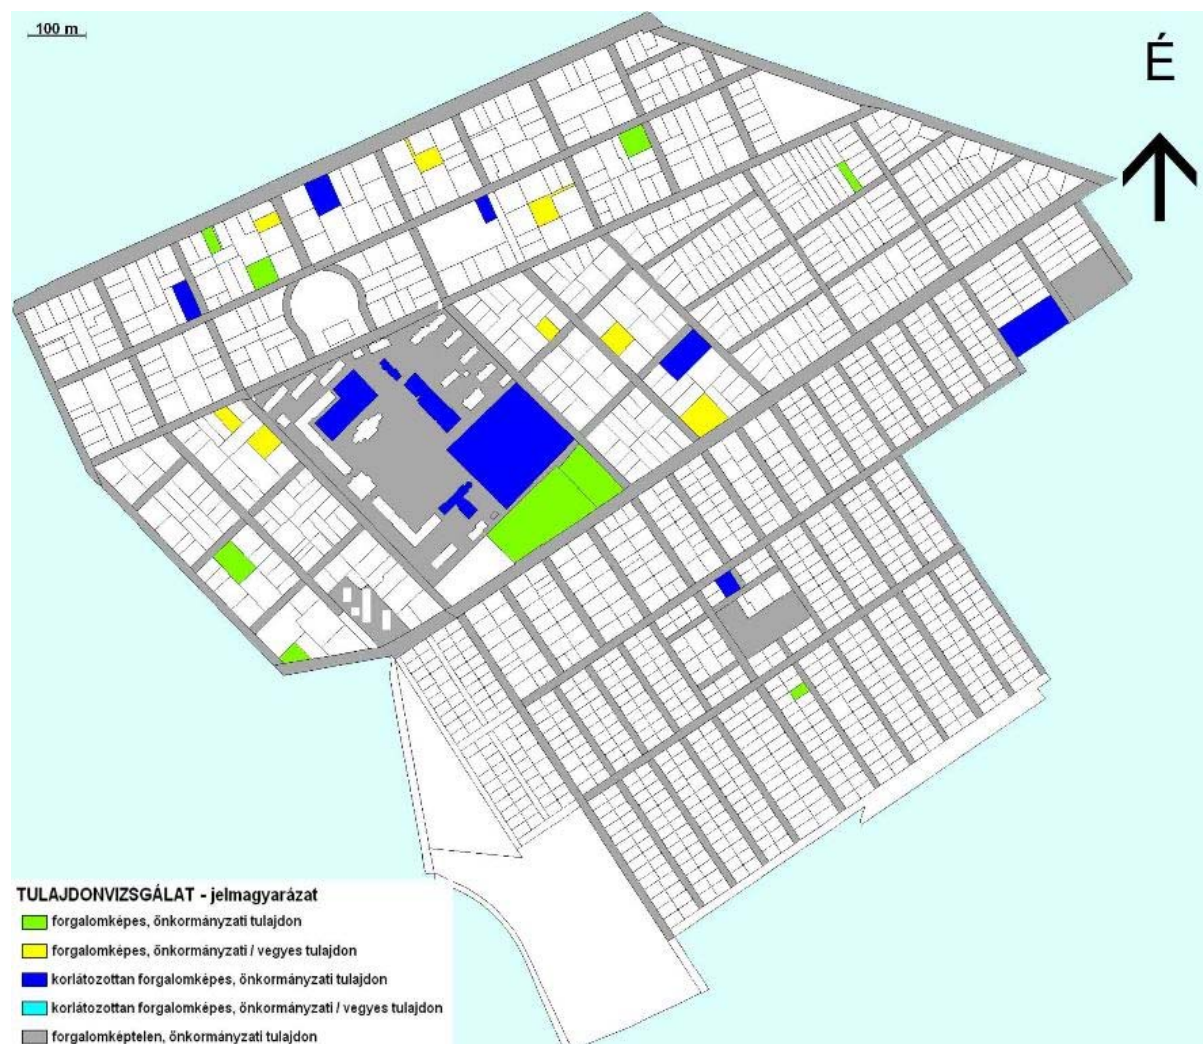 100 m
É
TULAJDONVIZSGÁLAT - jelmagyarázat
forgalomképes, önkormányzati tulajdon
forgalomképes, önkormányzati / vegyes tulajdon
korlátozottan forgalomképes, önkormányzati tulajdon
korlátozottan forgalomképes, önkormányzati / vegyes tulajdon
forgalomképtelen, önkormányzati tulajdon